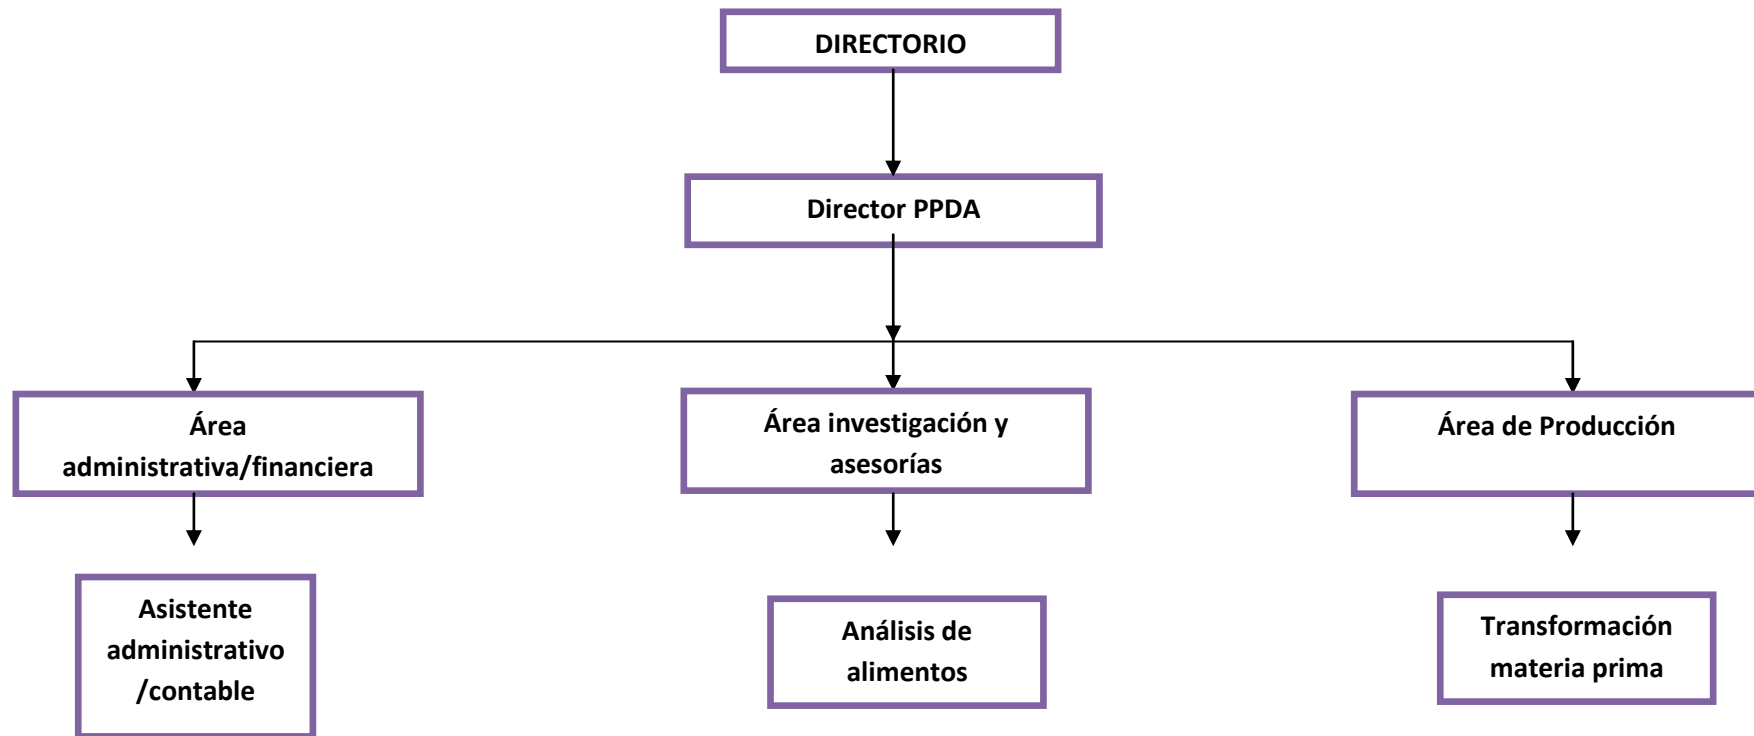 DIRECTORIO
Director PPDA
Área
administrativa/financiera
Área investigación y
asesorías
Área de Producción
Asistente
administrativo
/contable
Análisis de
alimentos
Transformación
materia prima